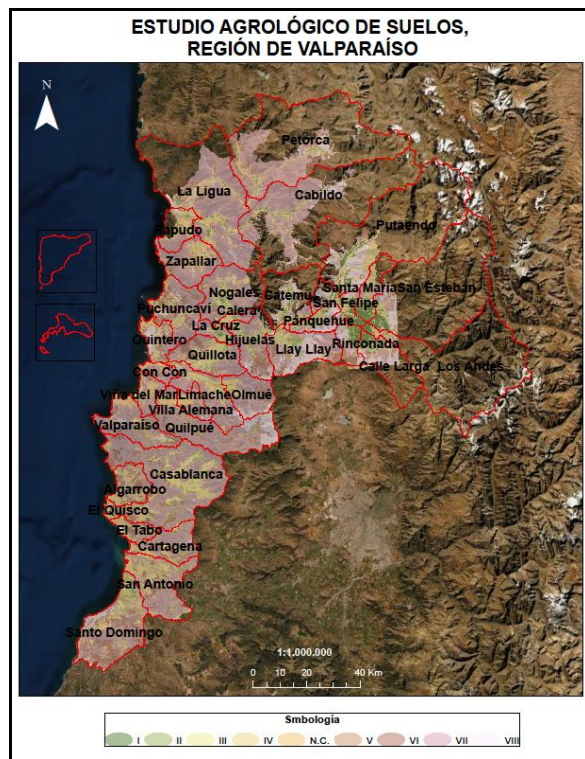 ESTUDIO AGROLÓGICO DE SUELOS,
REGIÓN DE VALPARAÍSO
N
Petorca
La Ligua
Cabildo
Papudo
Putaendo
Zapallar
Santa María
San Esteban
Nogales
Catemu
San Felipe
Puchuncaví
Calera
Panquehue
La Cruz
Quintero
Hijuelas
Rinconada
Quillota
Llay Llay
Calle Larga
Los Andes
Con Con
Viña del Mar
Limache
Olmué
Villa Alemana
Valparaíso
Quilpué
Casablanca
Algarrobo
El Quisco
El Tabo
Cartagena
San Antonio
Santo Domingo
1:1.000.000
0 10 20 40 Km
Smbología
I II III IV N.C. V VI VII VIII